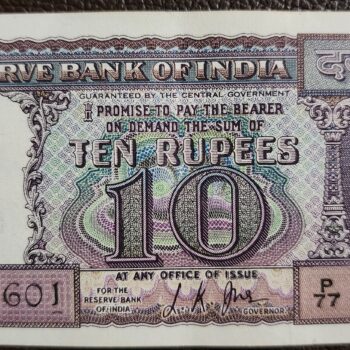 RVE BANK OF INDIA
GUARANTEED BY THE CENTRAL GOVERNMENT
I PROMISE TO PAY THE BEARER
ON DEMAND THE SUM OF
TEN RUPEES
10
AT ANY OFFICE OF ISSUE
601
FOR THE
RESERVE BANK
OF INDIA
GOVERNOR
P
77